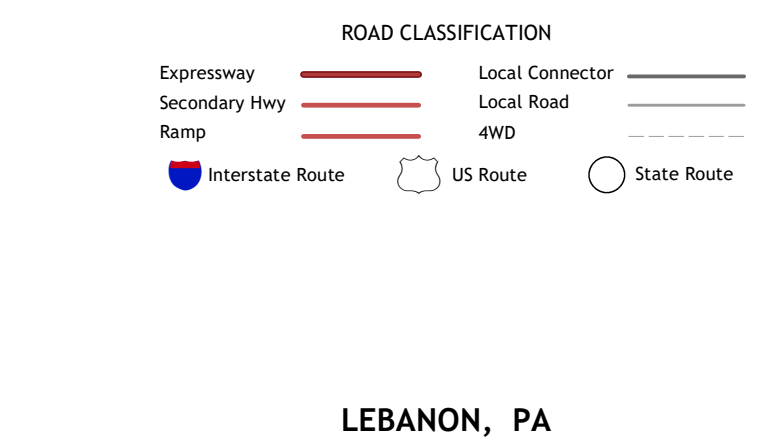 ROAD CLASSIFICATION
Expressway
Local Connector
Secondary Hwy
Local Road
Ramp
4WD
Interstate Route
US Route
State Route
LEBANON, PA